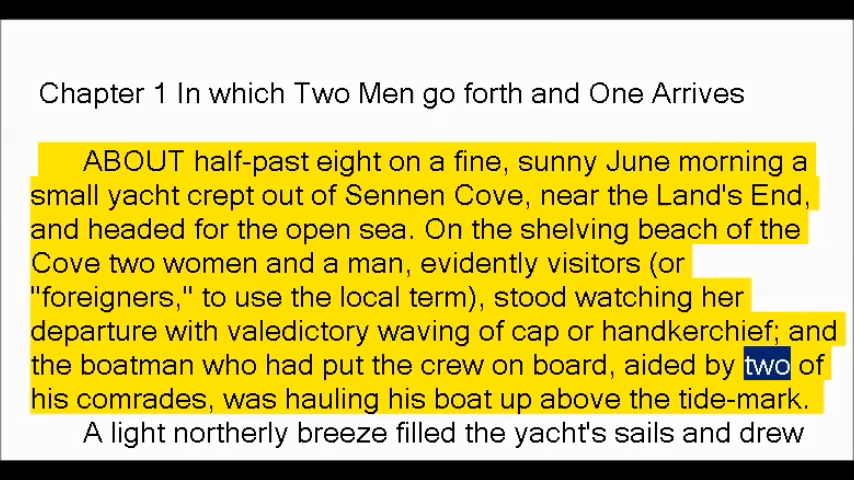 Chapter 1 In which Two Men go forth and One Arrives
ABOUT half-past eight on a fine, sunny June morning a
small yacht crept out of Sennen Cove, near the Land's End,
and headed for the open sea. On the shelving beach of the
Cove two women and a man, evidently visitors (or
"foreigners," to use the local term), stood watching her
departure with valedictory waving of cap or handkerchief; and
the boatman who had put the crew on board, aided by two of
his comrades, was hauling his boat up above the tide-mark.
A light northerly breeze filled the yacht's sails and drew